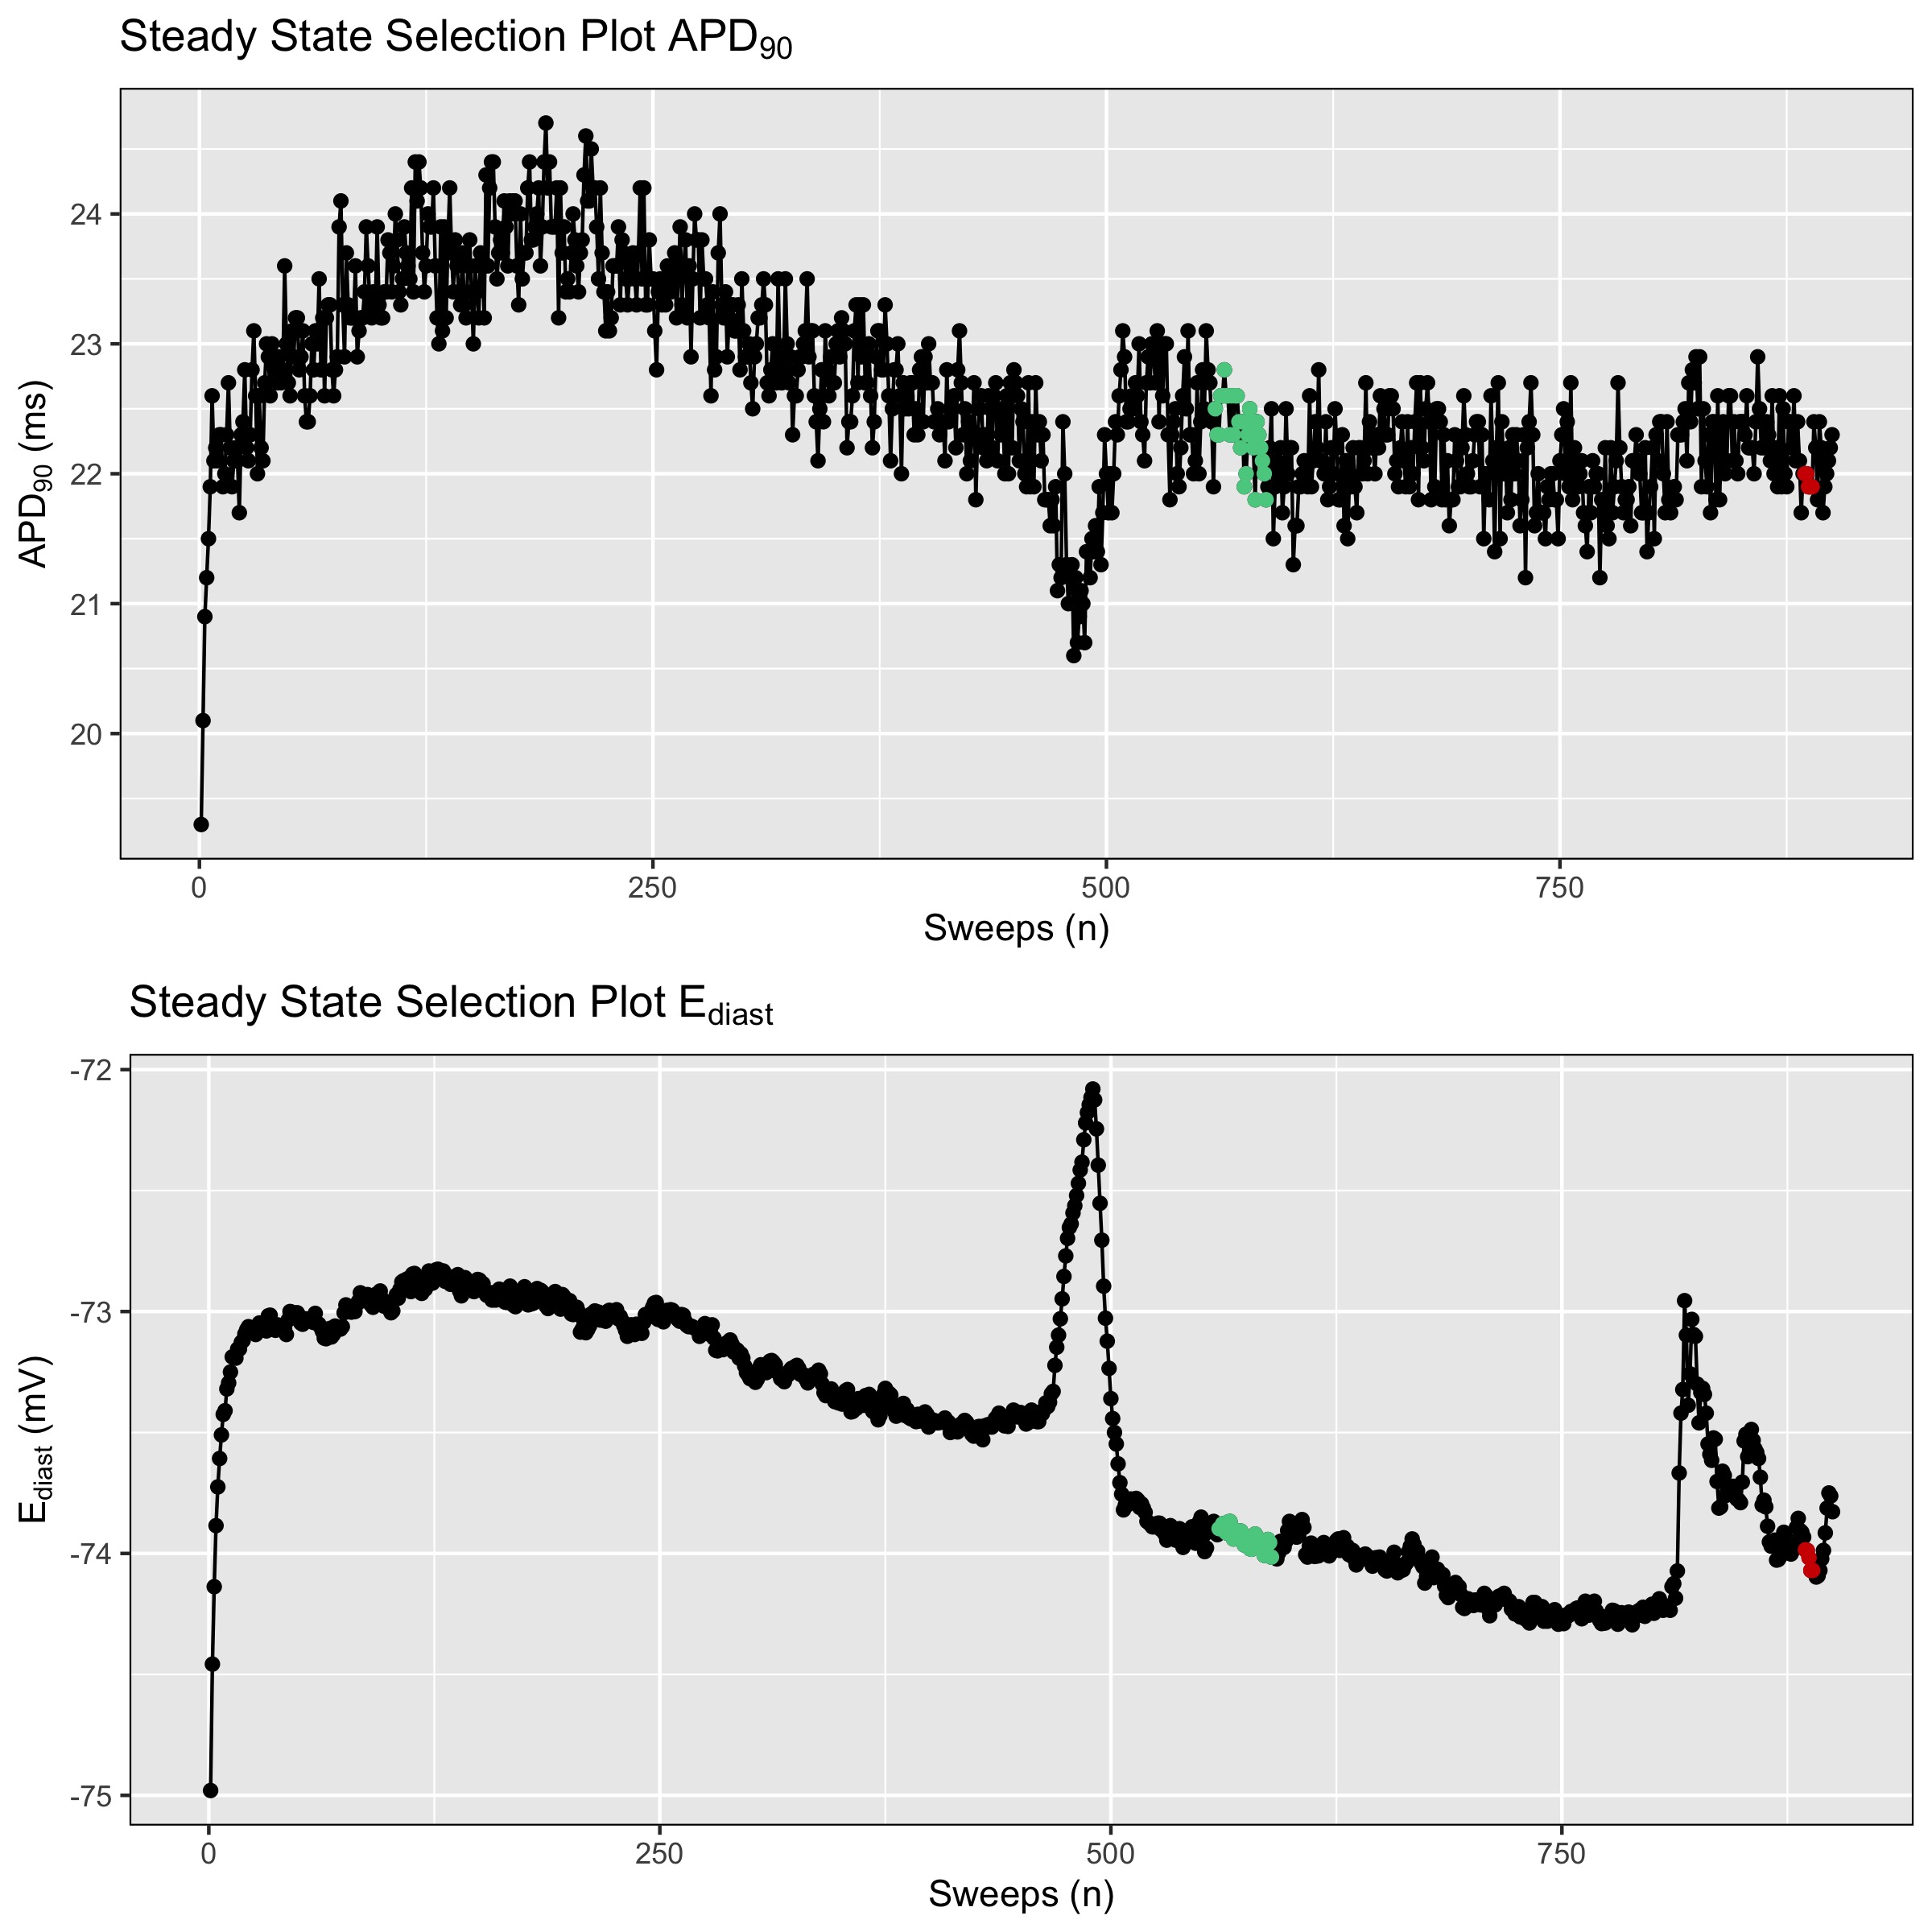 Steady State Selection Plot APD90
24
23
22
21
20
APD90 (ms)
0 250 500 750
Sweeps (n)
Steady State Selection Plot Ediast
-72
-73
-74
-75
Ediast (mV)
0 250 500 750
Sweeps (n)